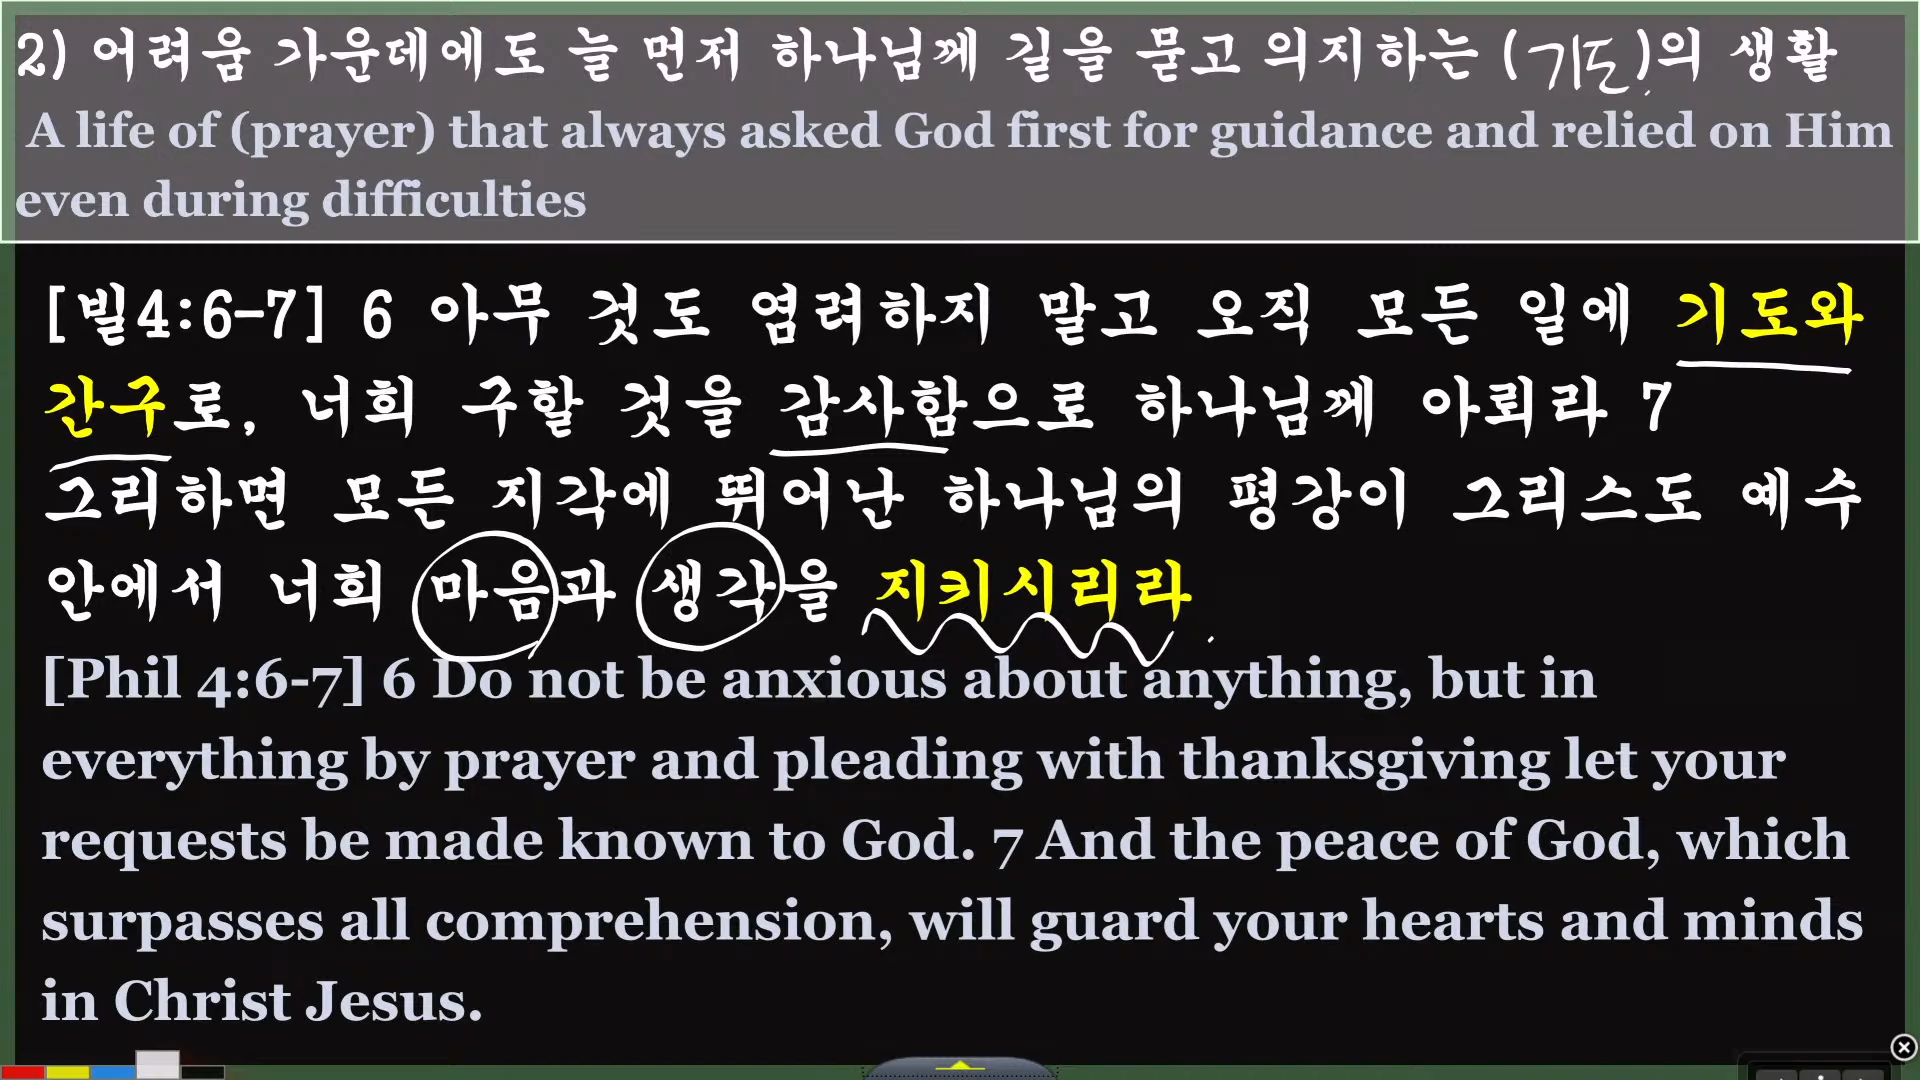 2) 어려움 가운데에도 늘 먼저 하나님께 길을 묻고 의지하는 (기도)의 생활
A life of (prayer) that always asked God first for guidance and relied on Him
even during difficulties
[빌4:6-7] 6 아무 것도 염려하지 말고 오직 모든 일에 기도와
간구로, 너희 구할 것을 감사함으로 하나님께 아뢰라 7
그리하면 모든 지각에 뛰어난 하나님의 평강이 그리스도 예수
안에서 너희 마음과 생각을 지키시리라
[Phil 4:6-7] 6 Do not be anxious about anything, but in
everything by prayer and pleading with thanksgiving let your
requests be made known to God. 7 And the peace of God, which
surpasses all comprehension, will guard your hearts and minds
in Christ Jesus.